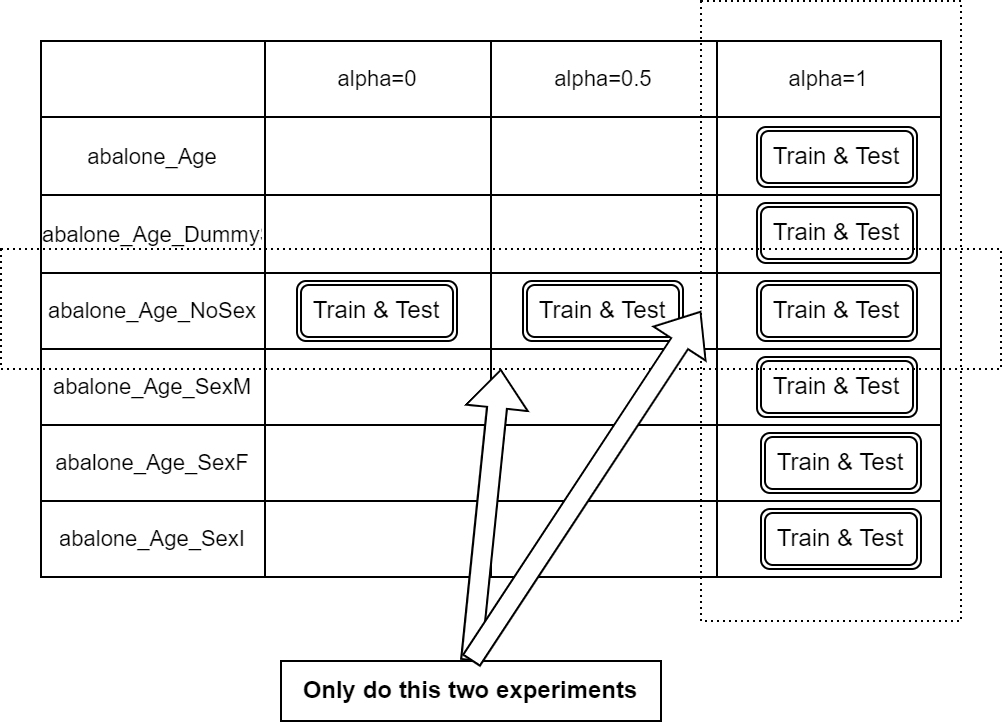 alpha=0 alpha=0.5 alpha=1
abalone_Age Train & Test
abalone_Age_Dummy Train & Test
abalone_Age_NoSex Train & Test Train & Test Train & Test
abalone_Age_SexM Train & Test
abalone_Age_SexF Train & Test
abalone_Age_SexI Train & Test
Only do this two experiments